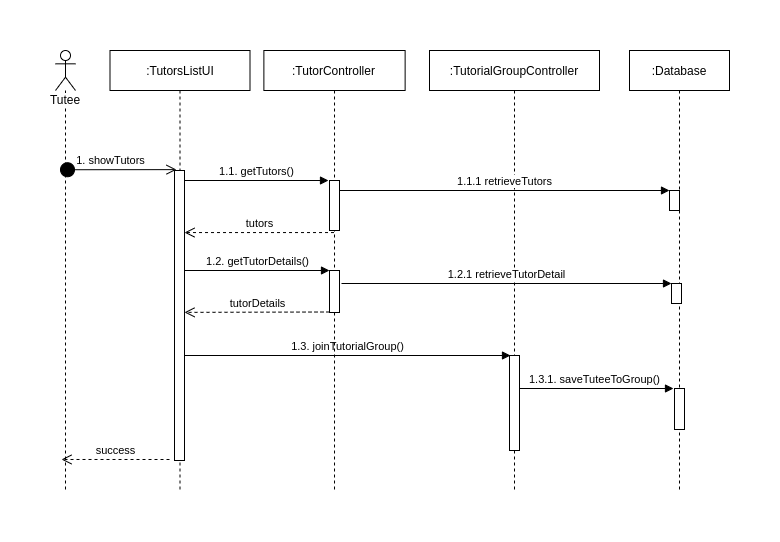 :TutorsListUI
:TutorController
:TutorialGroupController
:Database
Tutee
1. showTutors
1.1. getTutors()
1.1.1 retrieveTutors
tutors
1.2. getTutorDetails()
1.2.1 retrieveTutorDetail
tutorDetails
1.3. joinTutorialGroup()
1.3.1. saveTuteeToGroup()
success